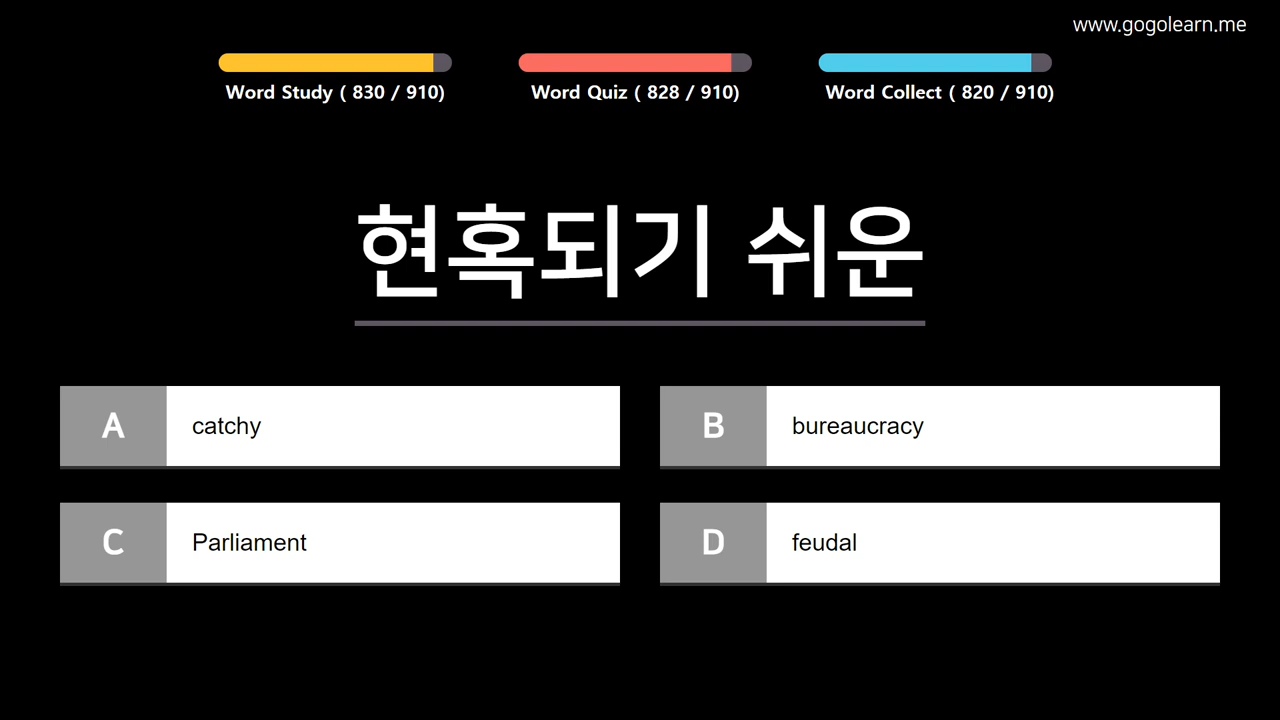 www.gogolearn.me
Word Study ( 830 / 910)
Word Quiz ( 828 / 910)
Word Collect ( 820 / 910)
현혹되기 쉬운
A catchy
B bureaucracy
C Parliament
D feudal